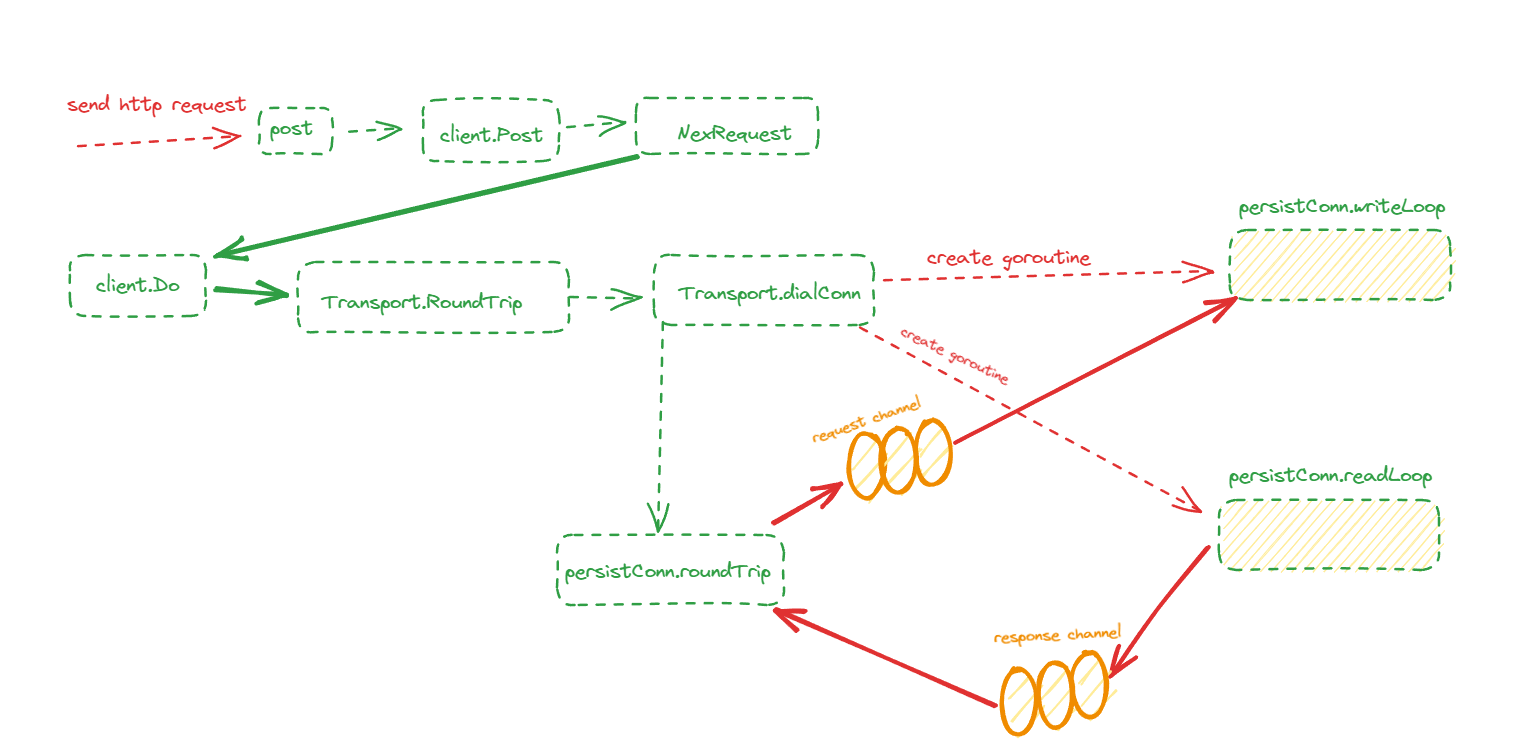 send http request
post
client.Post
NexRequest
persistConn.writeLoop
client.Do
Transport.RoundTrip
Transport.dialConn
create goroutine
create goroutine
request channel
persistConn.readLoop
persistConn.roundTrip
response channel